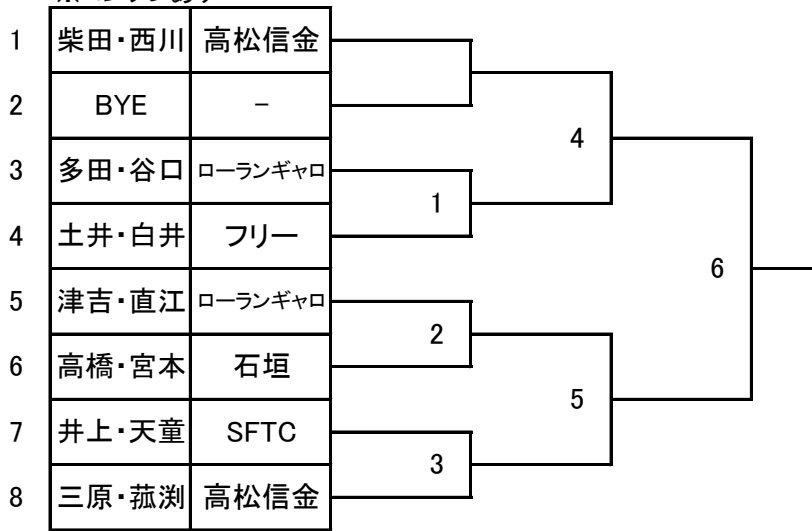 1 柴田・西川 高松信金
2 BYE －
3 多田・谷口 ローランギャロ
4 土井・白井 フリー
5 津吉・直江 ローランギャロ
6 高橋・宮本 石垣
7 井上・天童 SFTC
8 三原・菰渕 高松信金
4
1
6
2
5
3